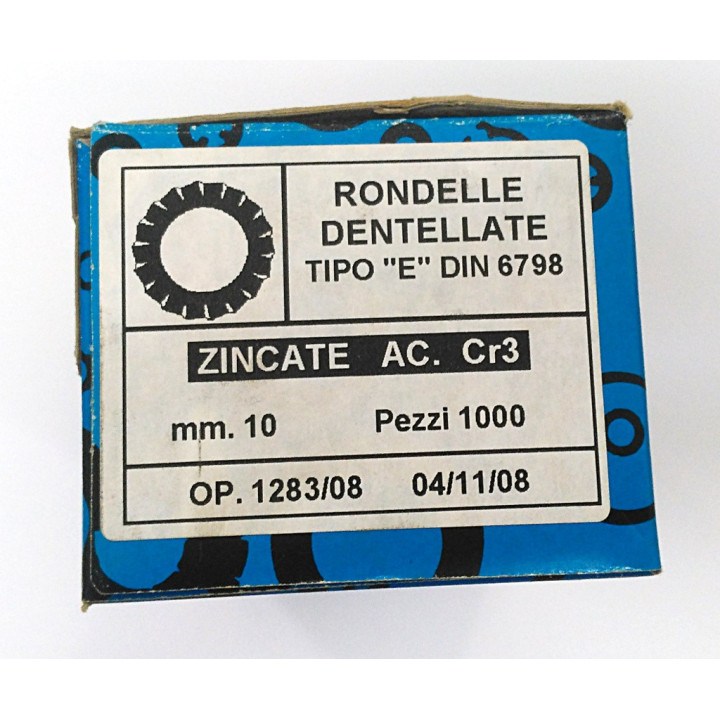 RONDELLE
DENTELLATE
TIPO "E" DIN 6798
ZINCATE AC. Cr3
mm. 10 Pezzi 1000
OP. 1283/08 04/11/08